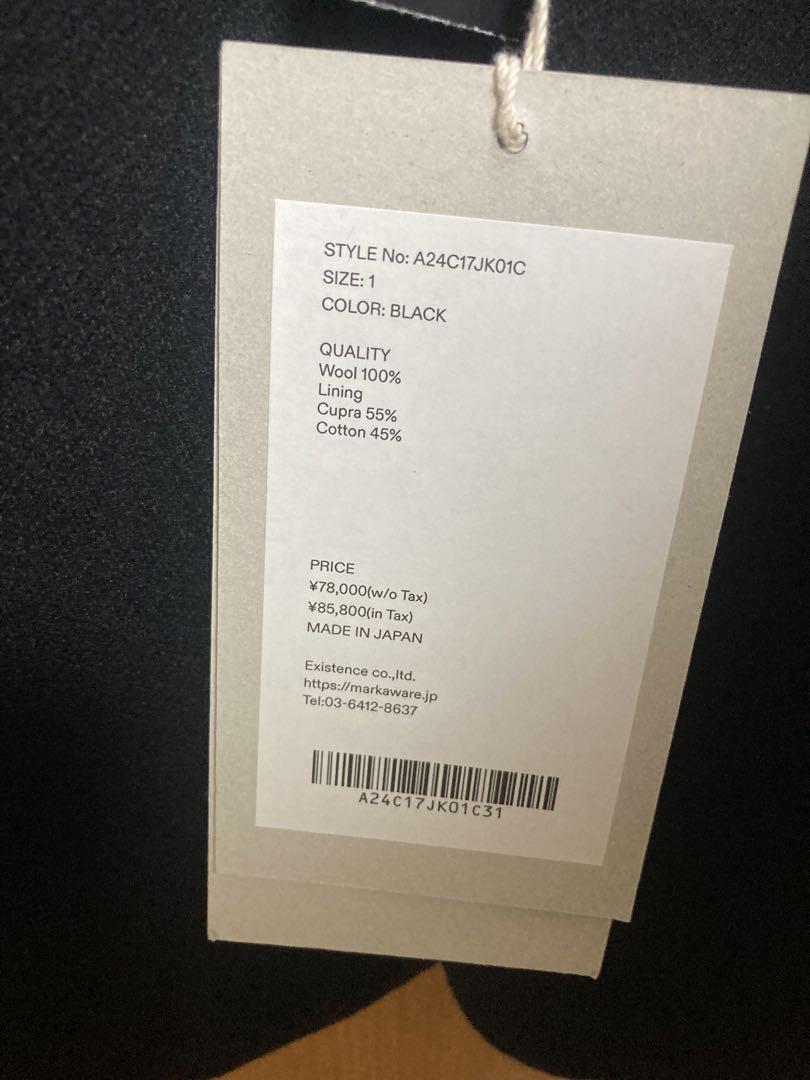 STYLE No: A24C17JK01C
SIZE: 1
COLOR: BLACK
QUALITY
Wool 100%
Lining
Cupra 55%
Cotton 45%
PRICE
¥78,000(w/o Tax)
¥85,800(in Tax)
MADE IN JAPAN
Existence co.,ltd.
https://markaware.jp
Tel:03-6412-8637
A24C17JK01C31